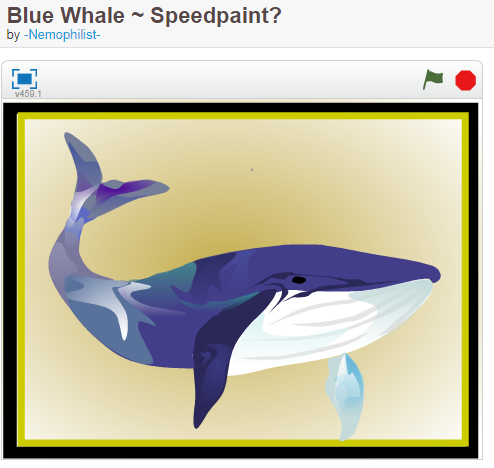 Blue Whale ~ Speedpaint?
by -Nemophilist-
v459.1